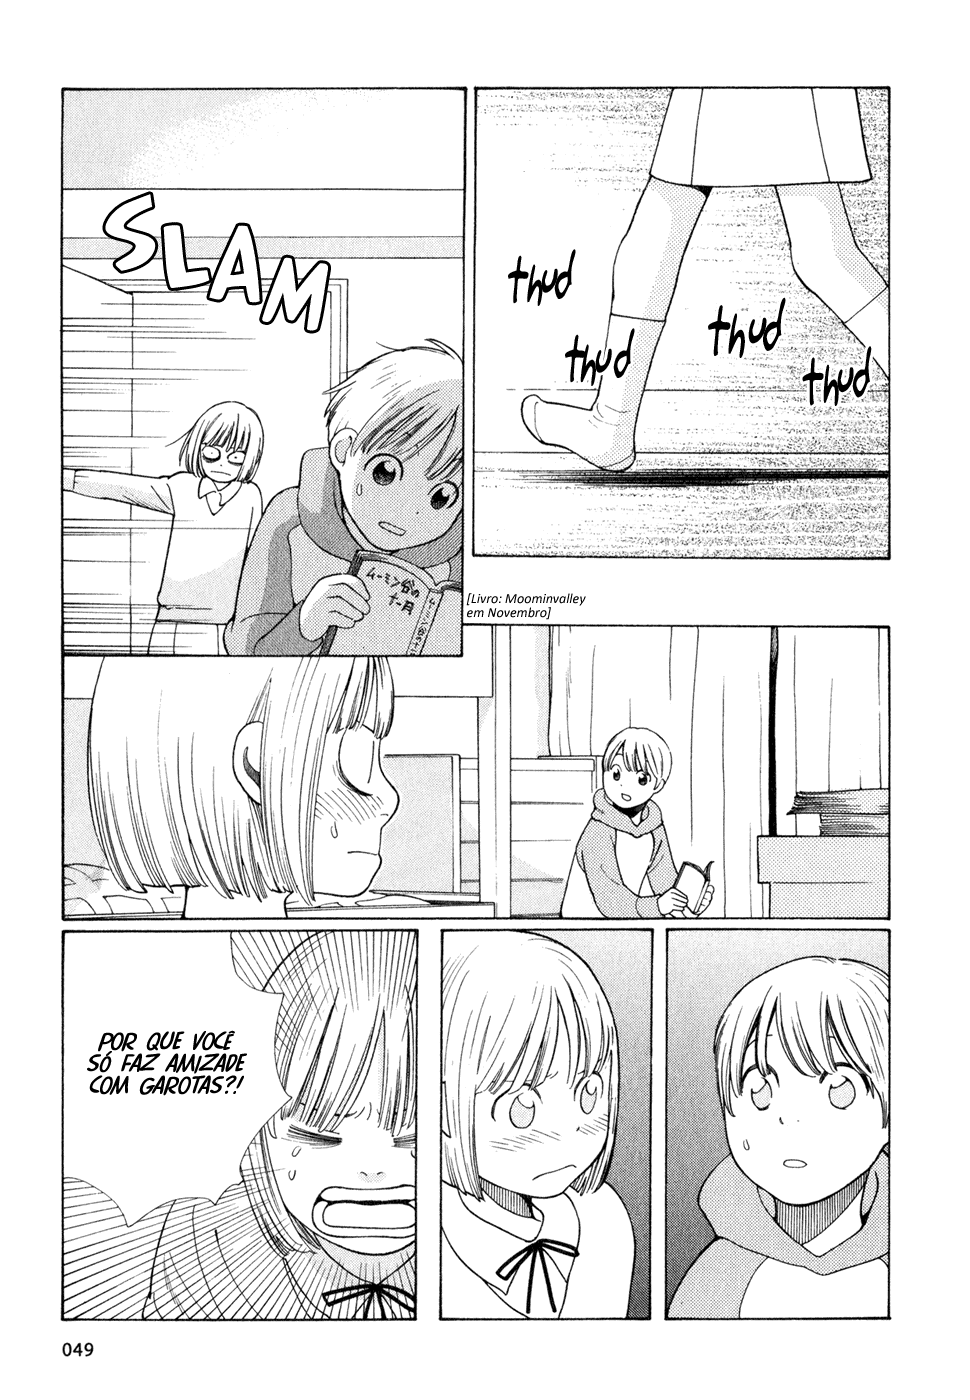 thud
thud
thud
thud
SLAM
ムーミン谷の
十一月
[Livro: Moominvalley
em Novembro]
POR QUE VOCÊ
SÓ FAZ AMIZADE
COM GAROTAS?!
049